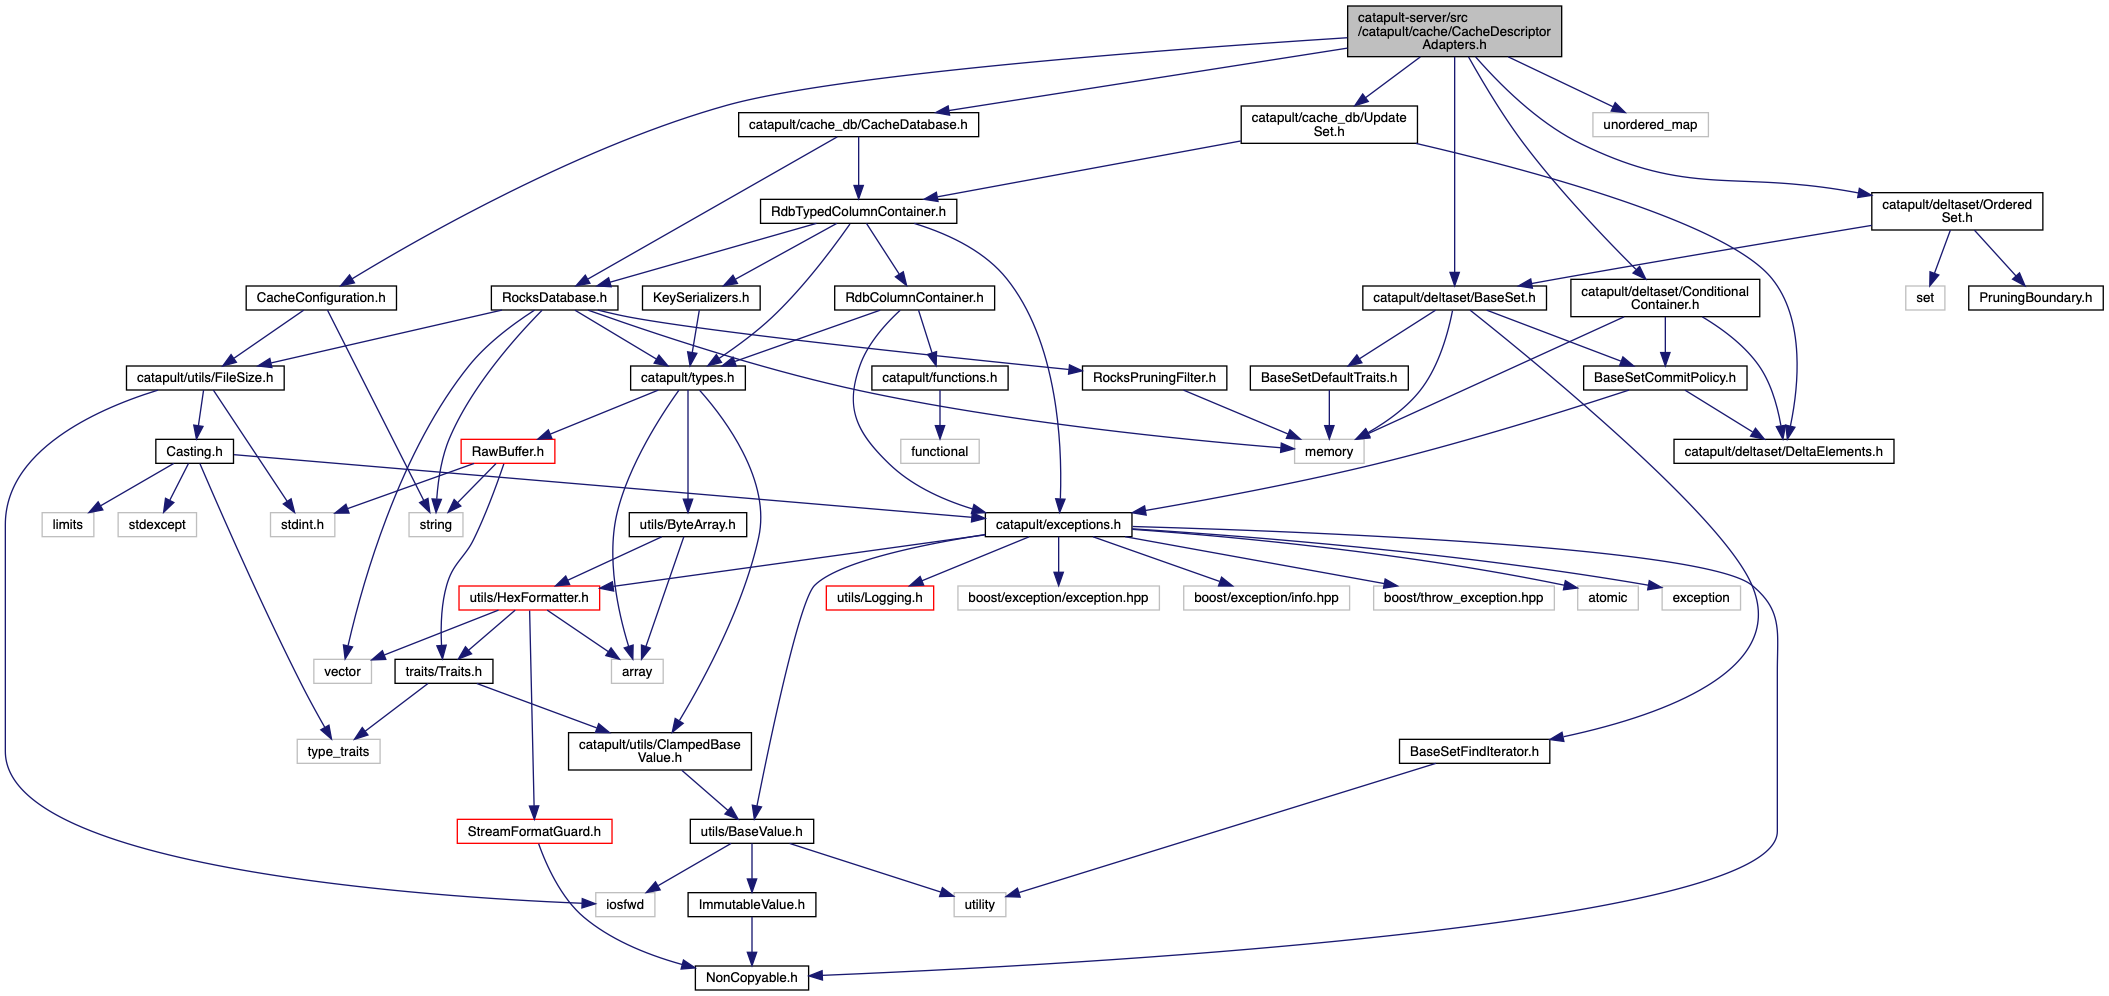 catapult-server/src
/catapult/cache/CacheDescriptor
Adapters.h
catapult/cache_db/CacheDatabase.h
catapult/cache_db/Update
Set.h
unordered_map
RdbTypedColumnContainer.h
catapult/deltaset/Ordered
Set.h
CacheConfiguration.h
RocksDatabase.h
KeySerializers.h
RdbColumnContainer.h
catapult/deltaset/BaseSet.h
catapult/deltaset/Conditional
Container.h
set
PruningBoundary.h
catapult/utils/FileSize.h
catapult/types.h
catapult/functions.h
RocksPruningFilter.h
BaseSetDefaultTraits.h
BaseSetCommitPolicy.h
Casting.h
RawBuffer.h
functional
memory
catapult/deltaset/DeltaElements.h
limits
stdexcept
stdint.h
string
utils/ByteArray.h
catapult/exceptions.h
utils/HexFormatter.h
utils/Logging.h
boost/exception/exception.hpp
boost/exception/info.hpp
boost/throw_exception.hpp
atomic
exception
vector
traits/Traits.h
array
type_traits
catapult/utils/ClampedBase
Value.h
BaseSetFindIterator.h
StreamFormatGuard.h
utils/BaseValue.h
iosfwd
ImmutableValue.h
utility
NonCopyable.h